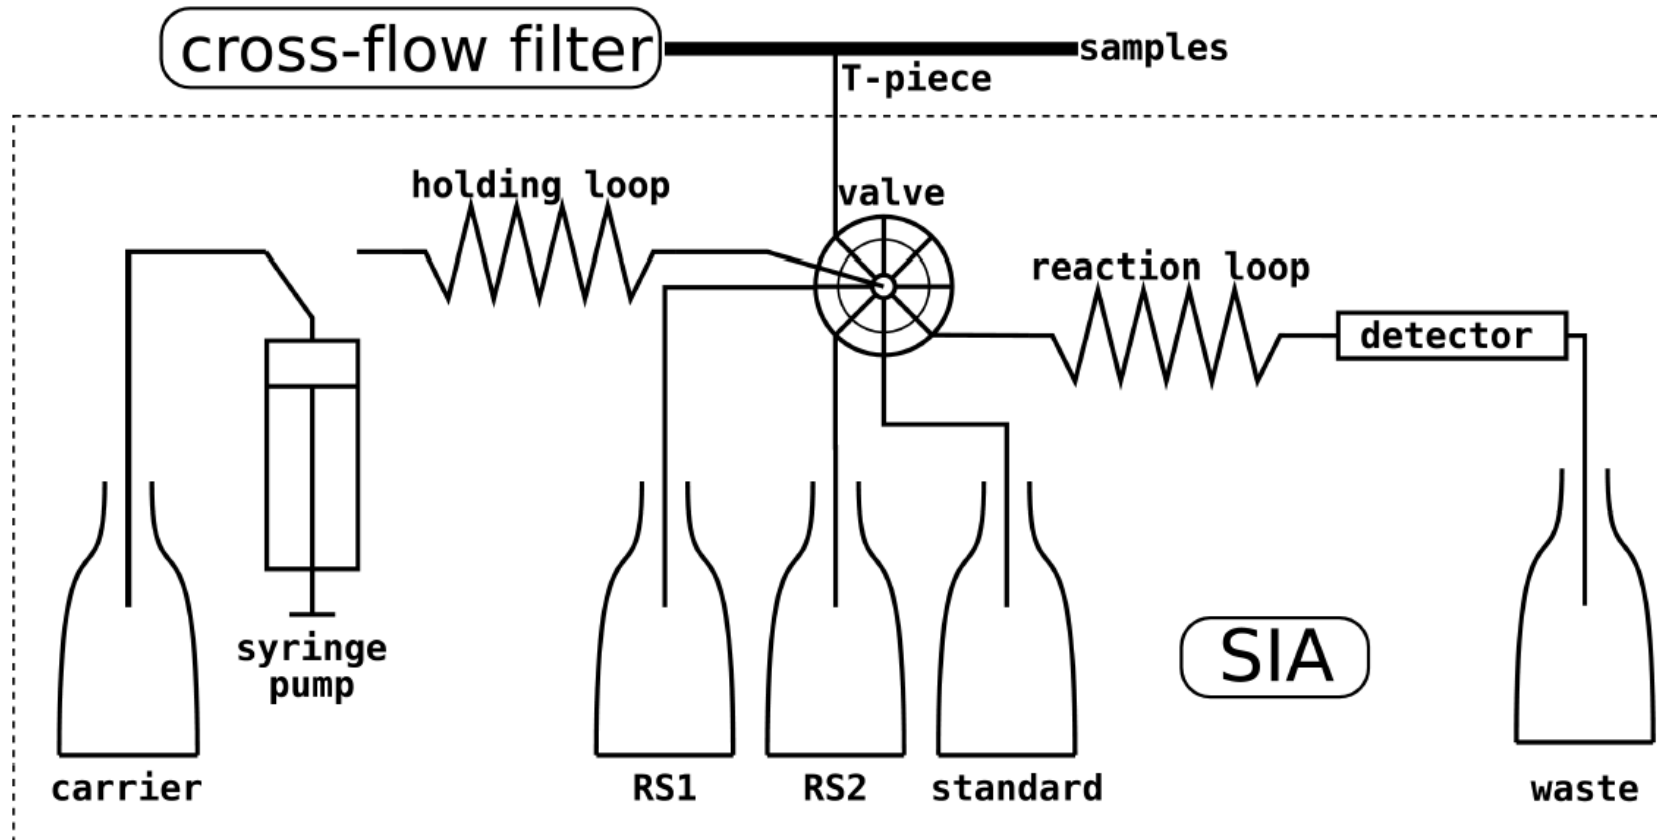 cross-flow filter
samples
T-piece
holding loop
valve
reaction loop
detector
syringe
pump
SIA
carrier
RS1
RS2
standard
waste